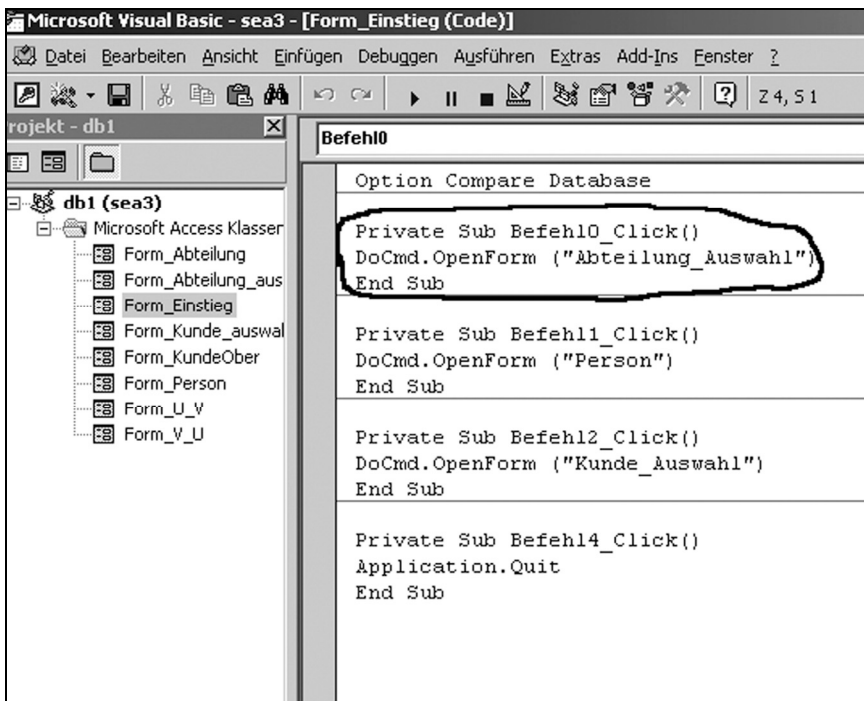 Microsoft Visual Basic - sea3 - [Form_Einstieg (Code)]
Datei Bearbeiten Ansicht Einfügen Debuggen Ausführen Extras Add-Ins Fenster ?
Z 4, S 1
rojekt - db1
Befehl0
db1 (sea3)
Microsoft Access Klasser
Form_Abteilung
Form_Abteilung_aus
Form_Einstieg
Form_Kunde_auswal
Form_KundeOber
Form_Person
Form_U_V
Form_V_U
Option Compare Database
Private Sub Befehl0_Click()
DoCmd.OpenForm ("Abteilung_Auswahl")
End Sub
Private Sub Befehl1_Click()
DoCmd.OpenForm ("Person")
End Sub
Private Sub Befehl2_Click()
DoCmd.OpenForm ("Kunde_Auswahl")
End Sub
Private Sub Befehl4_Click()
Application.Quit
End Sub